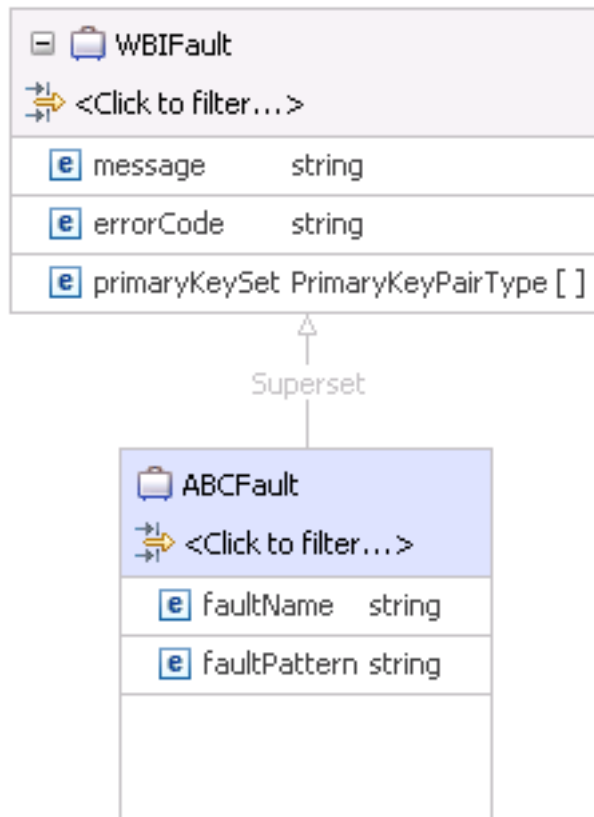 WBIFault
<Click to filter...>
e message string
e errorCode string
e primaryKeySet PrimaryKeyPairType [ ]
Superset
ABCFault
<Click to filter...>
e faultName string
e faultPattern string